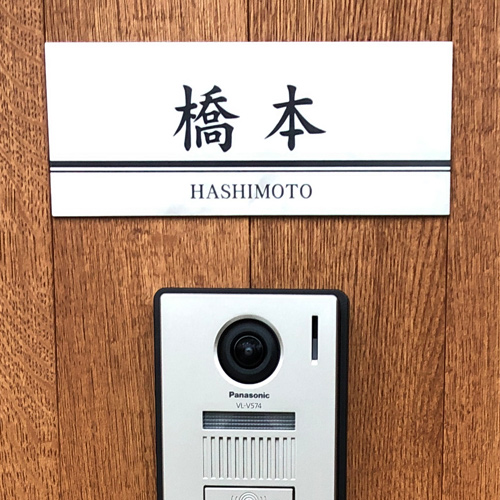 橋本
HASHIMOTO
Panasonic
VL-V574